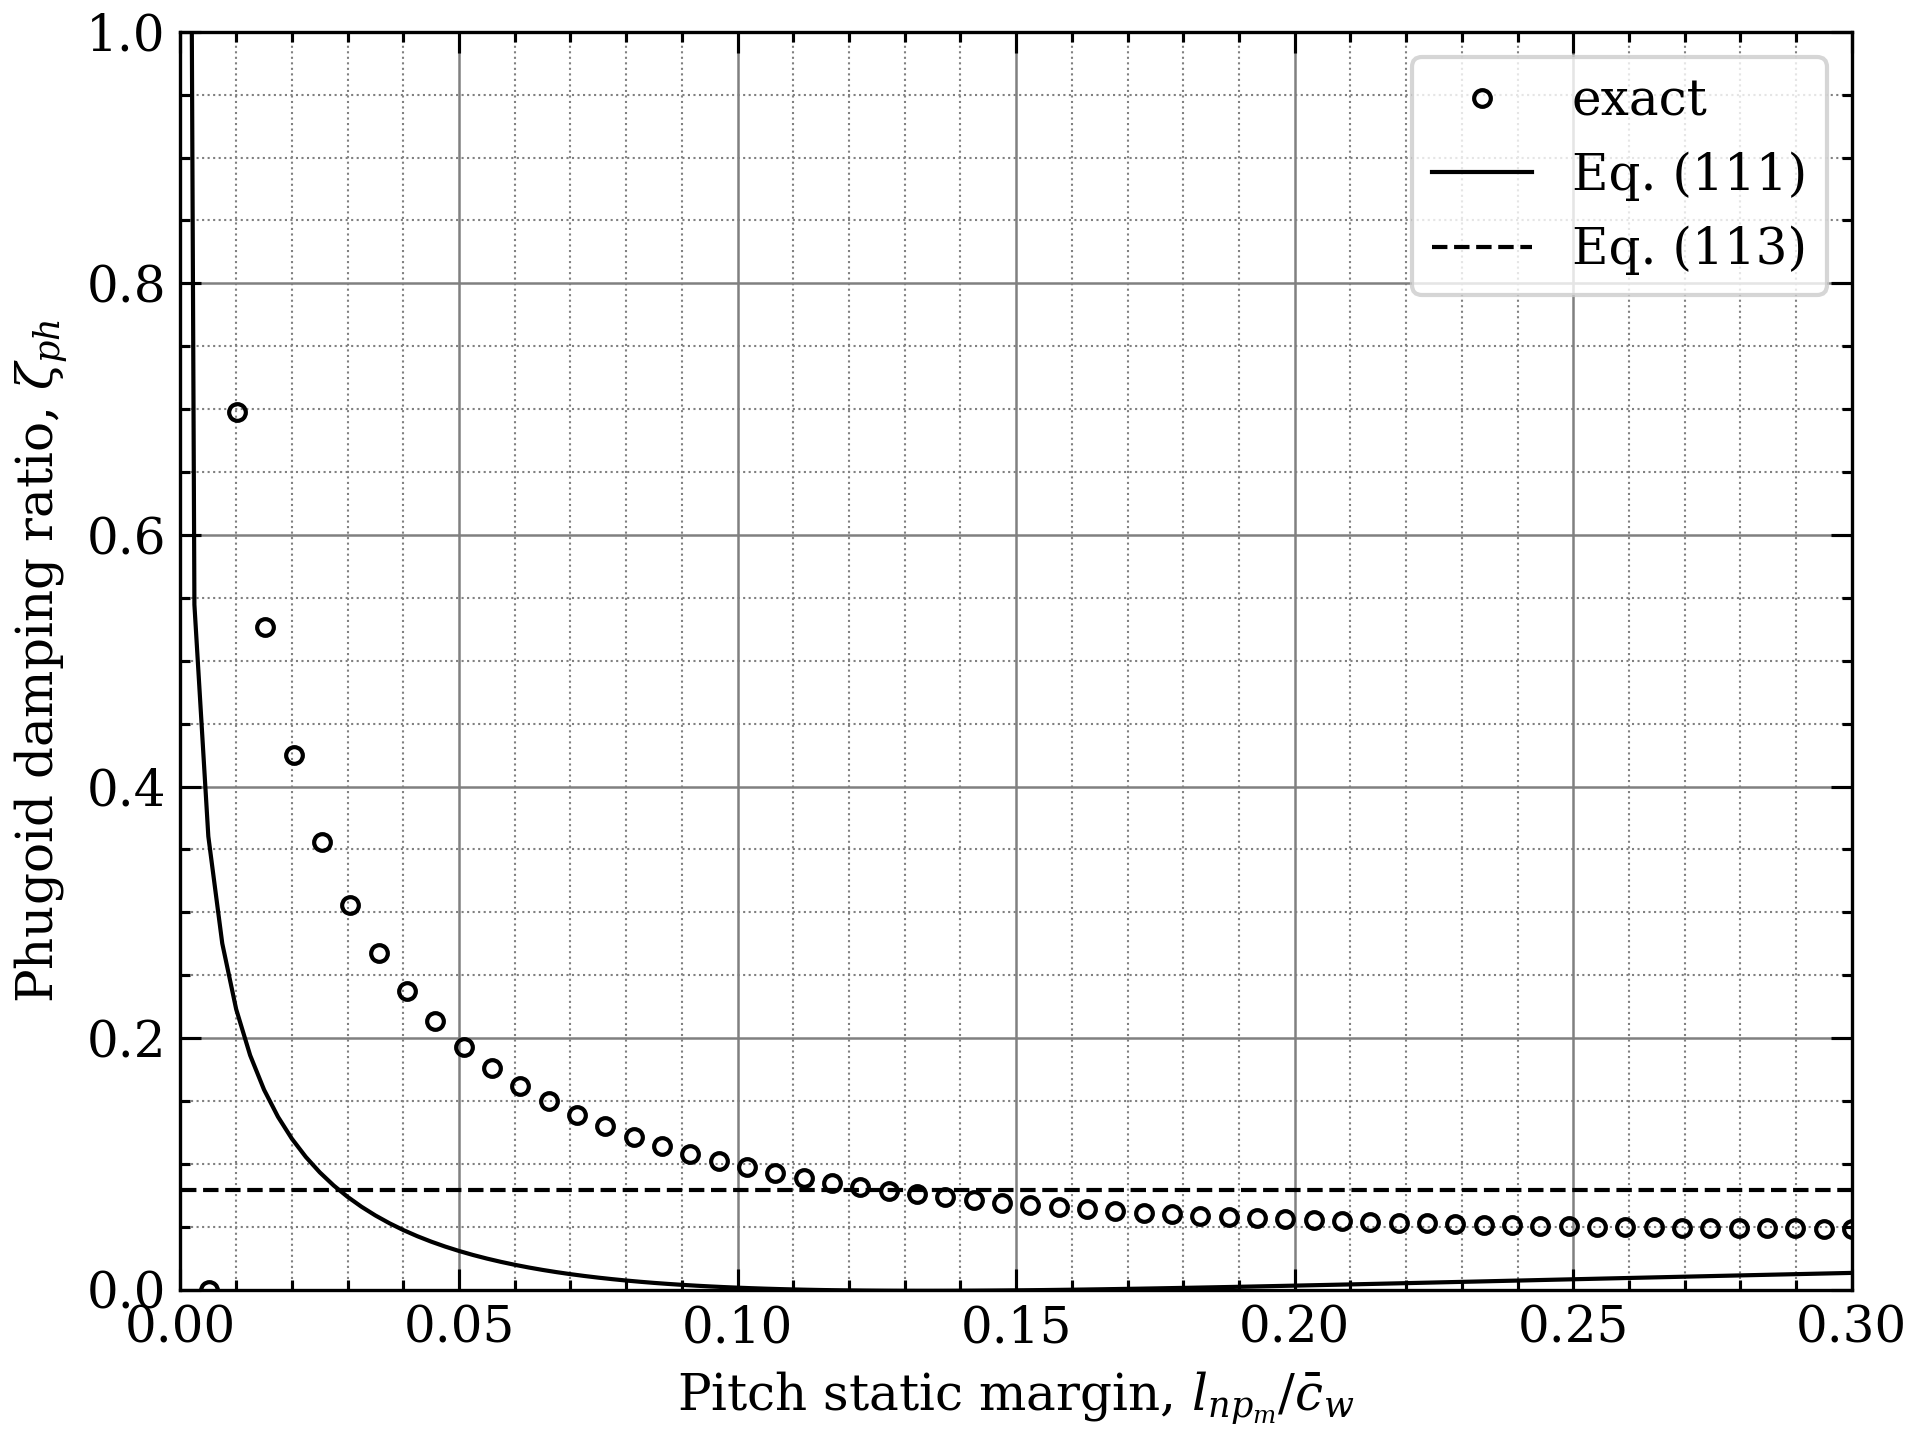 1.0
0.8
0.6
0.4
0.2
0.0
0.00 0.05 0.10 0.15 0.20 0.25 0.30
Phugoid damping ratio, ζ_ph
Pitch static margin, l_{np_m}/c̄_w
exact
Eq. (111)
Eq. (113)